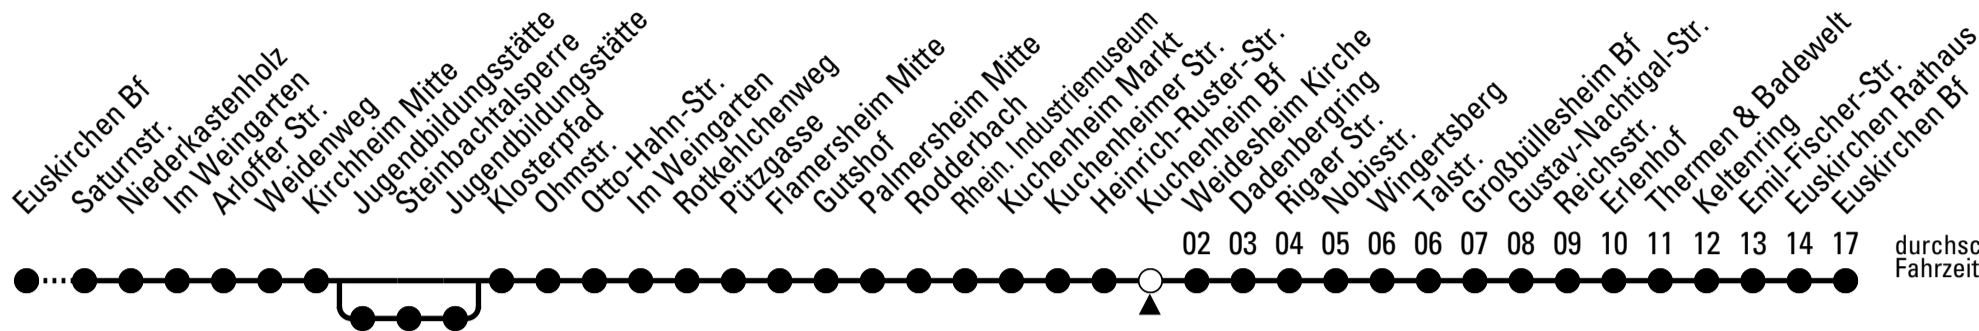 Euskirchen Bf
Saturnstr.
Niederkastenholz
Im Weingarten
Arloffer Str.
Weidenweg
Kirchheim Mitte
Jugendbildungsstätte
Steinbachtalsperre
Jugendbildungsstätte
Klosterpfad
Ohmstr.
Otto-Hahn-Str.
Im Weingarten
Rotkehlchenweg
Pützgasse
Flamersheim Mitte
Gutshof
Palmersheim Mitte
Rodderbach
Rhein. Industriemuseum
Kuchenheim Markt
Kuchenheimer Str.
Heinrich-Ruster-Str.
Kuchenheim Bf
Weidesheim Kirche
Dadenbergring
Rigaer Str.
Nobisstr.
Wingertsberg
Talstr.
Großbüllesheim Bf
Gustav-Nachtigal-Str.
Reichsstr.
Erlenhof
Thermen & Badewelt
Keltenring
Emil-Fischer-Str.
Euskirchen Rathaus
Euskirchen Bf
02 03 04 05 06 06 07 08 09 10 11 12 13 14 17
durchsc
Fahrzeit